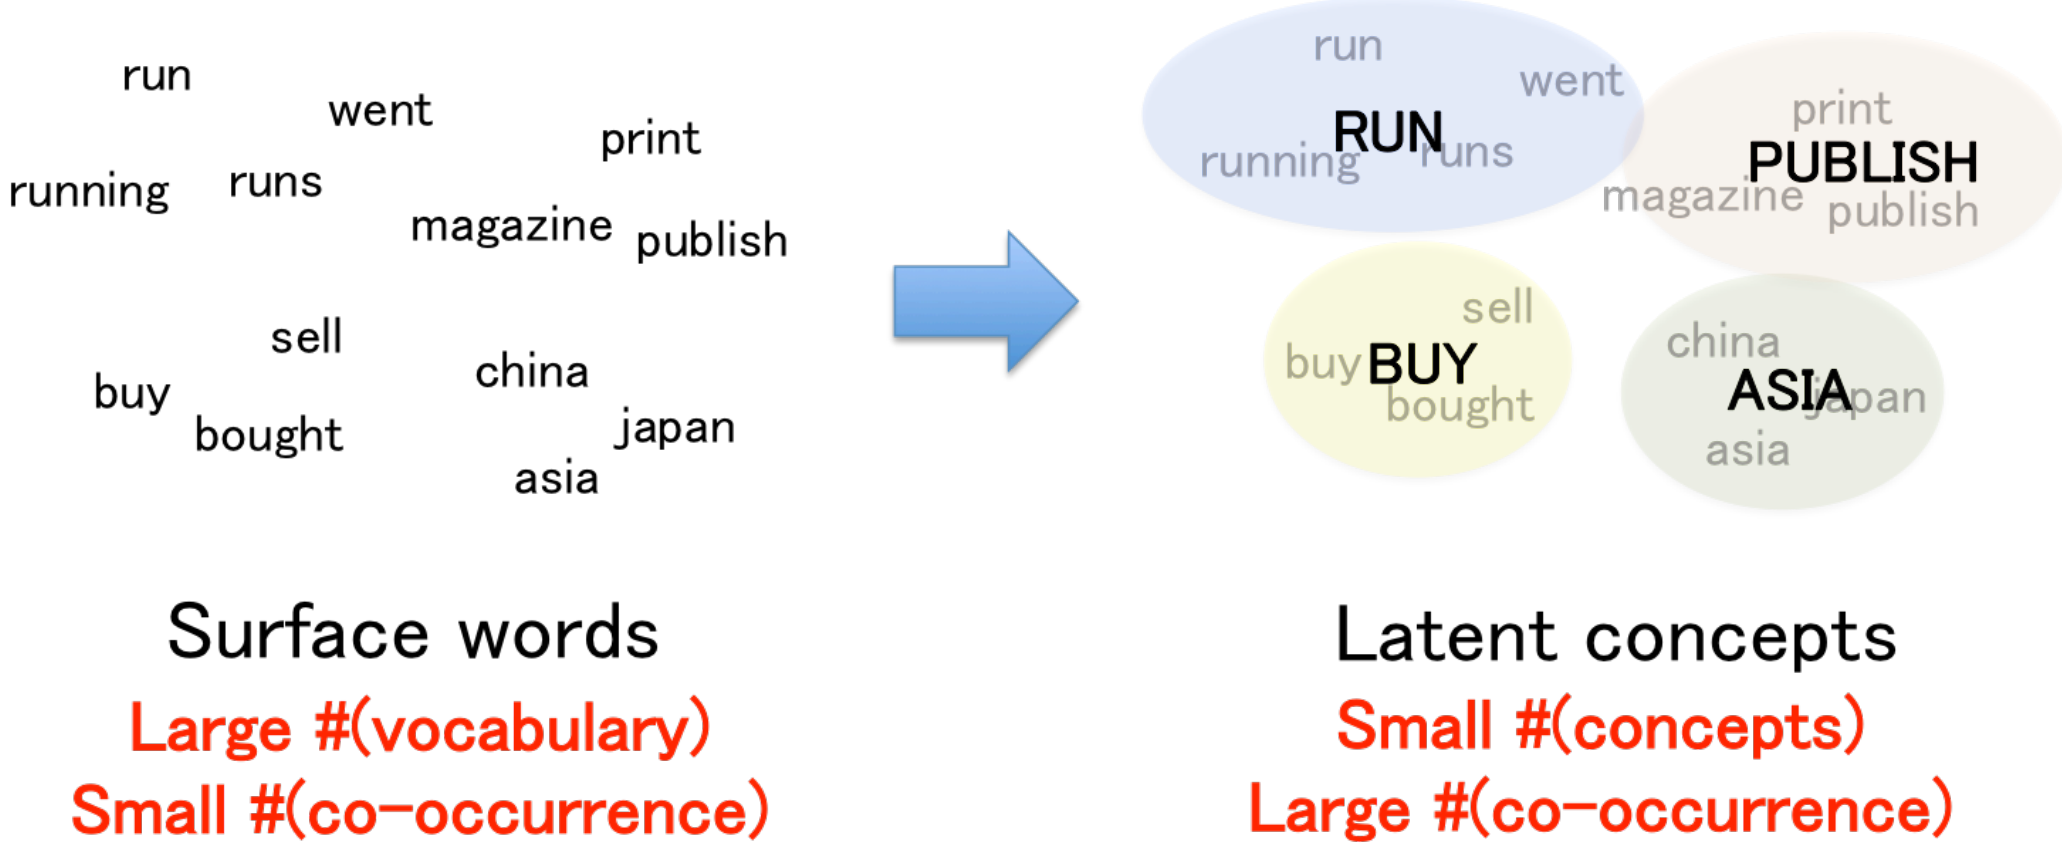 run
went
print
running
runs
magazine
publish
sell
china
buy
bought
japan
asia
Surface words
Large #(vocabulary)
Small #(co-occurrence)
run
went
RUN
running
runs
print
PUBLISH
magazine
publish
sell
buy
BUY
bought
china
ASIA
japan
asia
Latent concepts
Small #(concepts)
Large #(co-occurrence)